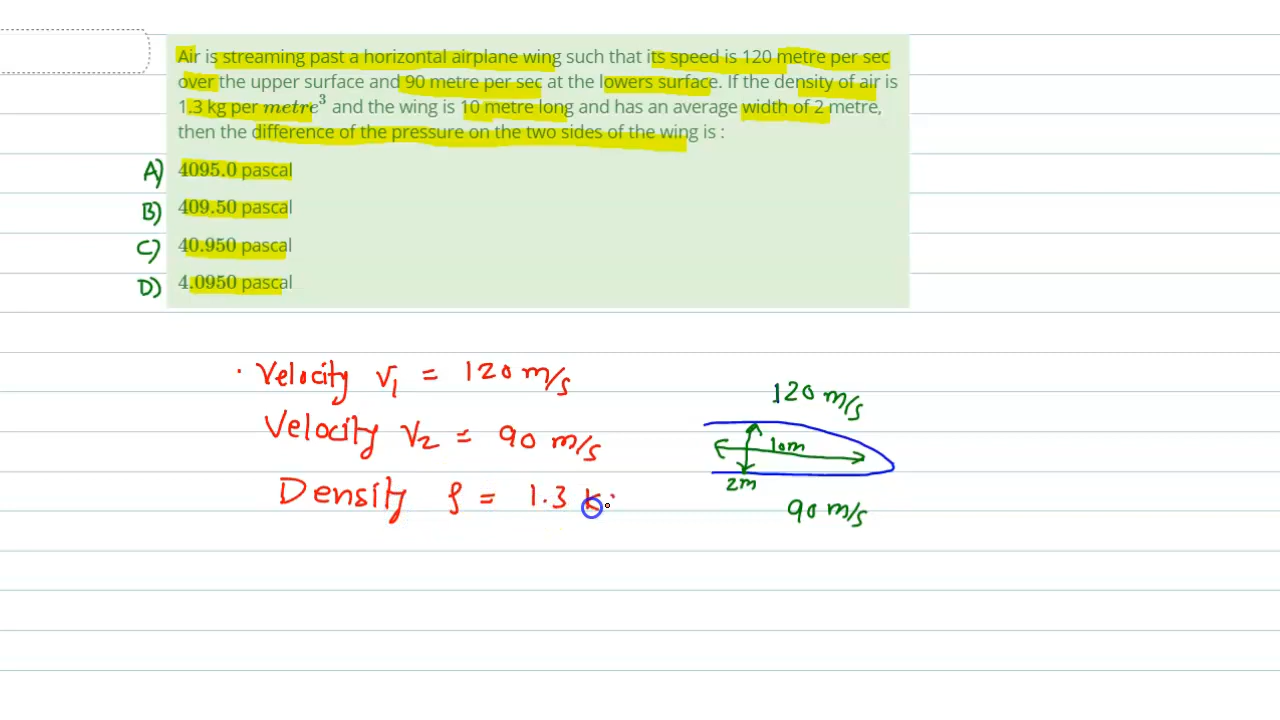 Air is streaming past a horizontal airplane wing such that its speed is 120 metre per sec
over the upper surface and 90 metre per sec at the lowers surface. If the density of air is
1.3 kg per metre³ and the wing is 10 metre long and has an average width of 2 metre,
then the difference of the pressure on the two sides of the wing is :
A) 4095.0 pascal
B) 409.50 pascal
C) 40.950 pascal
D) 4.0950 pascal
· Velocity V₁ = 120 m/s
Velocity V₂ = 90 m/s
Density ρ = 1.3 k
120 m/s
10m
2m
90 m/s